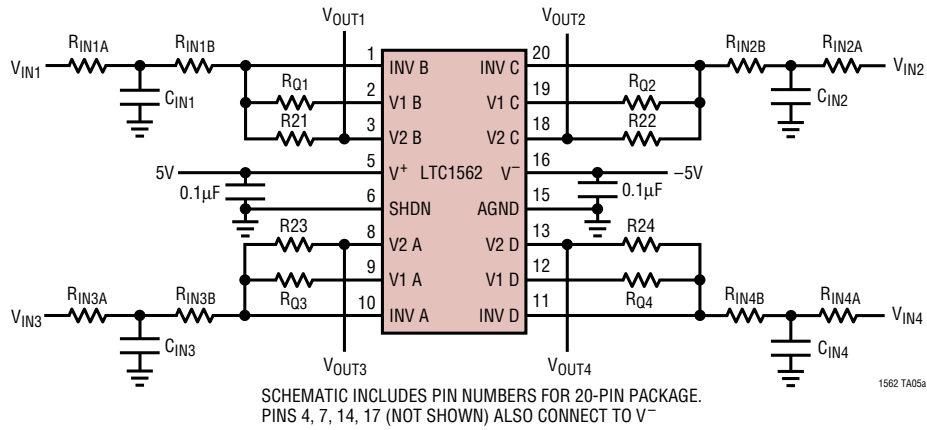 VOUT1 VOUT2
RIN1A RIN1B 1 20 RIN2B RIN2A
VIN1 INV B INV C VIN2
CIN1 RQ1 2 V1 B V1 C 19 RQ2 CIN2
R21 3 V2 B V2 C 18 R22
5V 5 V+ LTC1562 V− 16 −5V
0.1µF 6 SHDN AGND 15 0.1µF
R23 8 V2 A V2 D 13 R24
RIN3A RIN3B RQ3 9 V1 A V1 D 12 RQ4 RIN4B RIN4A
VIN3 10 INV A INV D 11 VIN4
CIN3 CIN4
VOUT3 VOUT4
1562 TA05a
SCHEMATIC INCLUDES PIN NUMBERS FOR 20-PIN PACKAGE.
PINS 4, 7, 14, 17 (NOT SHOWN) ALSO CONNECT TO V−